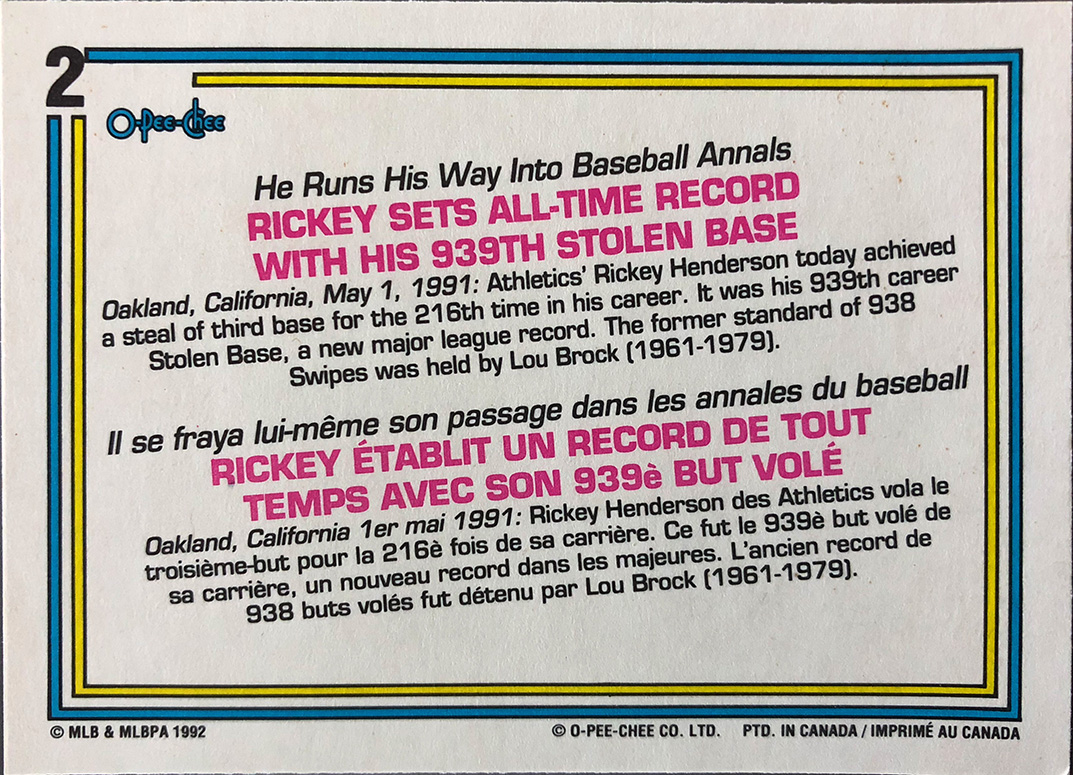 2
O-Pee-Chee
He Runs His Way Into Baseball Annals
RICKEY SETS ALL-TIME RECORD
WITH HIS 939TH STOLEN BASE
Oakland, California, May 1, 1991: Athletics' Rickey Henderson today achieved
a steal of third base for the 216th time in his career. It was his 939th career
Stolen Base, a new major league record. The former standard of 938
Swipes was held by Lou Brock (1961-1979).
Il se fraya lui-même son passage dans les annales du baseball
RICKEY ÉTABLIT UN RECORD DE TOUT
TEMPS AVEC SON 939è BUT VOLÉ
Oakland, California 1er mai 1991: Rickey Henderson des Athletics vola le
troisième-but pour la 216è fois de sa carrière. Ce fut le 939è but volé de
sa carrière, un nouveau record dans les majeures. L'ancien record de
938 buts volés fut détenu par Lou Brock (1961-1979).
© MLB & MLBPA 1992 © O-PEE-CHEE CO. LTD. PTD. IN CANADA / IMPRIMÉ AU CANADA